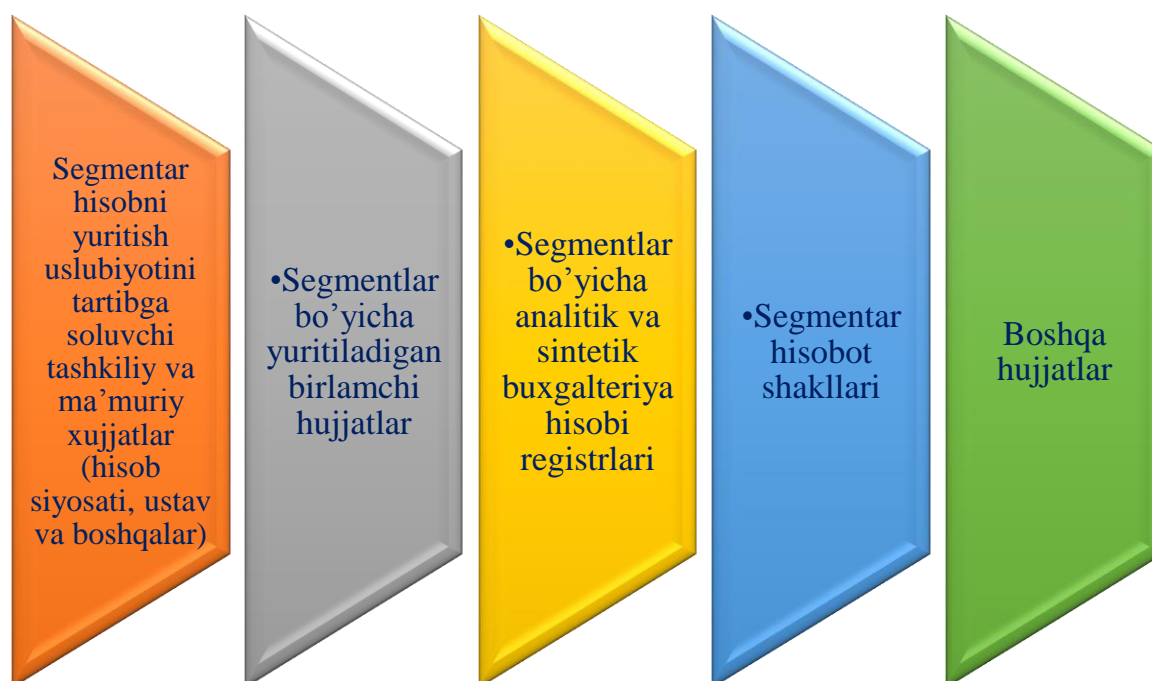 Segmentar
hisobni
yuritish
uslubiyotini
tartibga
soluvchi
tashkiliy va
ma’muriy
xujjatlar
(hisob
siyosati, ustav
va boshqalar)
•Segmentlar
bo’yicha
yuritiladigan
birlamchi
hujjatlar
•Segmentlar
bo’yicha
analitik va
sintetik
buxgalteriya
hisobi
registrlari
•Segmentar
hisobot
shakllari
Boshqa
hujjatlar